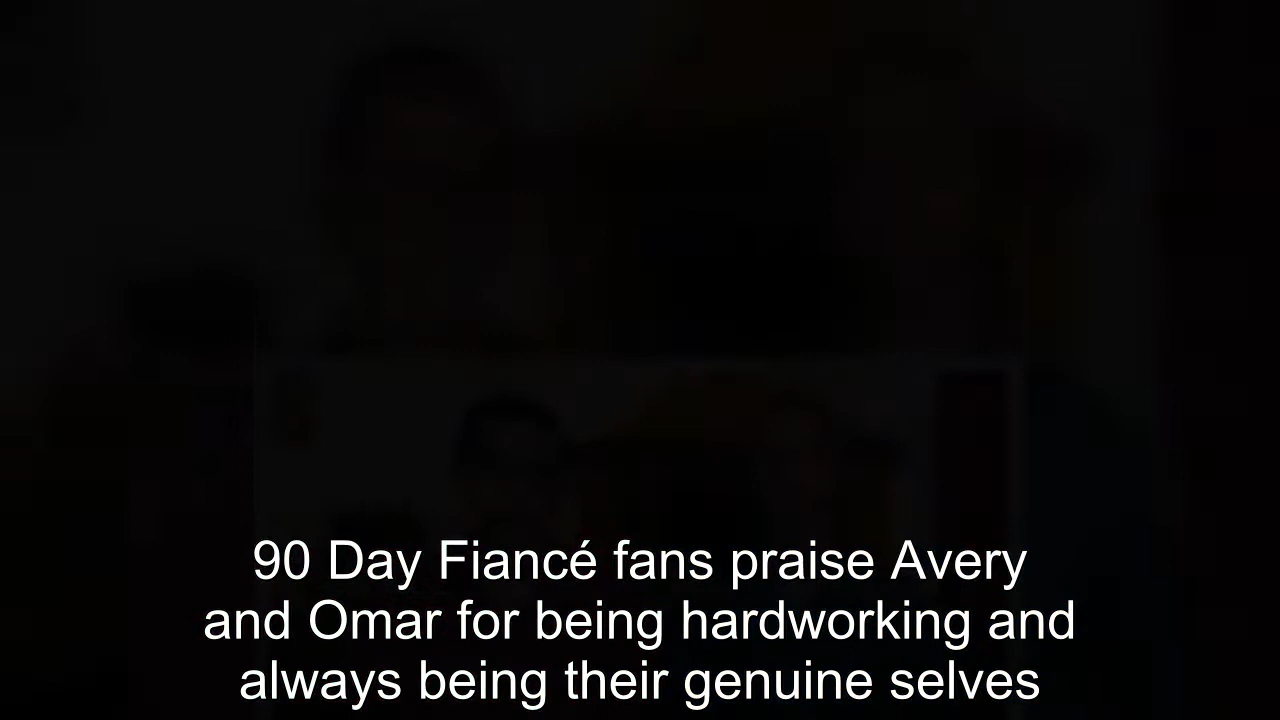 90 Day Fiancé fans praise Avery
and Omar for being hardworking and
always being their genuine selves